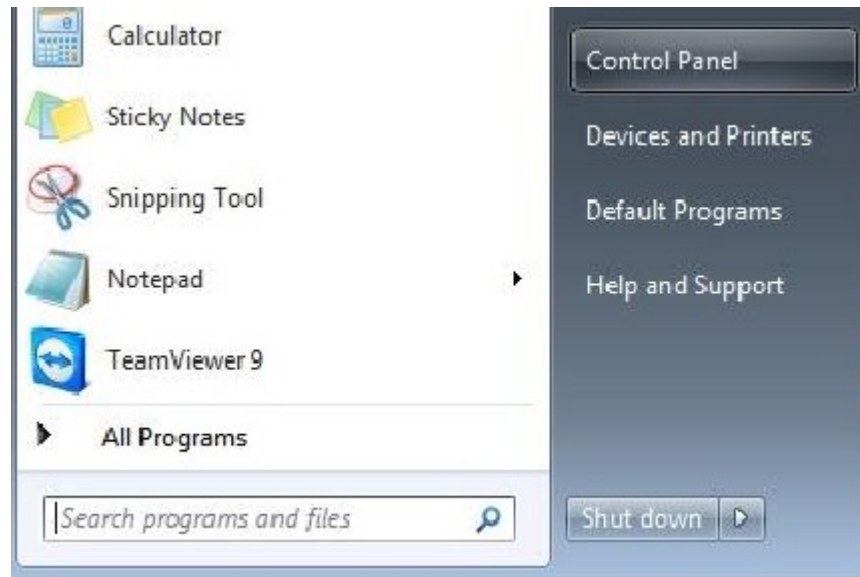 Calculator
Sticky Notes
Snipping Tool
Notepad
TeamViewer 9
All Programs
Search programs and files
Control Panel
Devices and Printers
Default Programs
Help and Support
Shut down